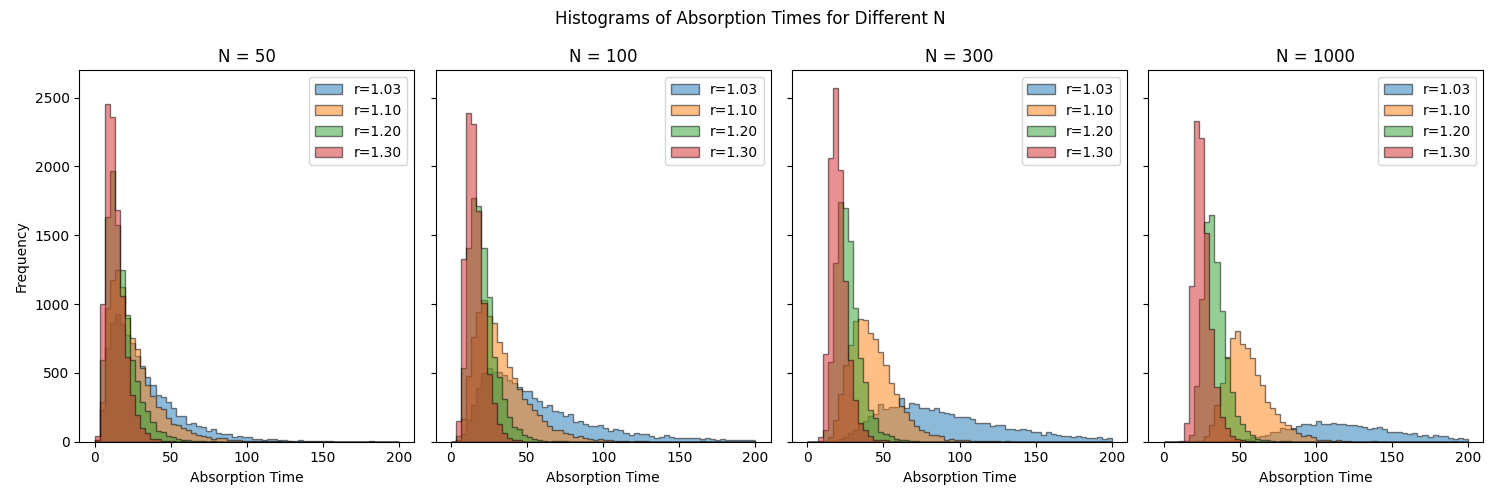 Histograms of Absorption Times for Different N
N = 50
r=1.03
r=1.10
r=1.20
r=1.30
Frequency
2500
2000
1500
1000
500
0
0 50 100 150 200
Absorption Time
N = 100
r=1.03
r=1.10
r=1.20
r=1.30
0 50 100 150 200
Absorption Time
N = 300
r=1.03
r=1.10
r=1.20
r=1.30
0 50 100 150 200
Absorption Time
N = 1000
r=1.03
r=1.10
r=1.20
r=1.30
0 50 100 150 200
Absorption Time